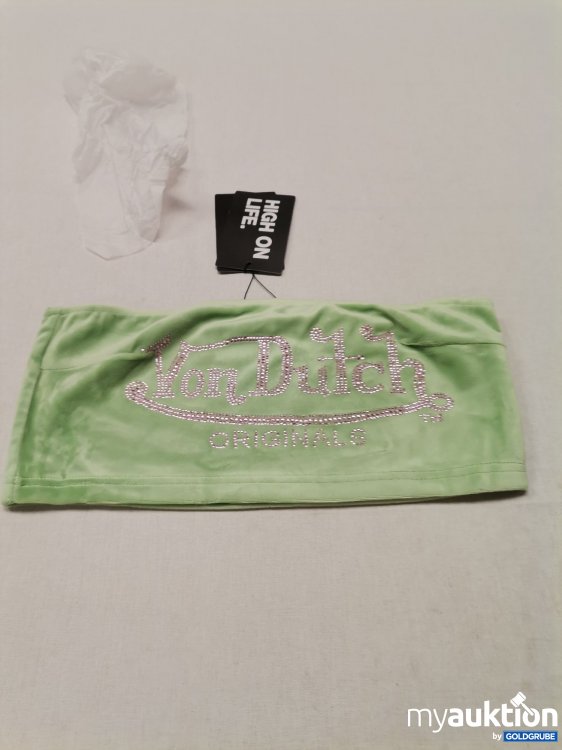 HIGH ON
LIFE.
Von Dutch
ORIGINALS
myauktion
by GOLDGRUBE